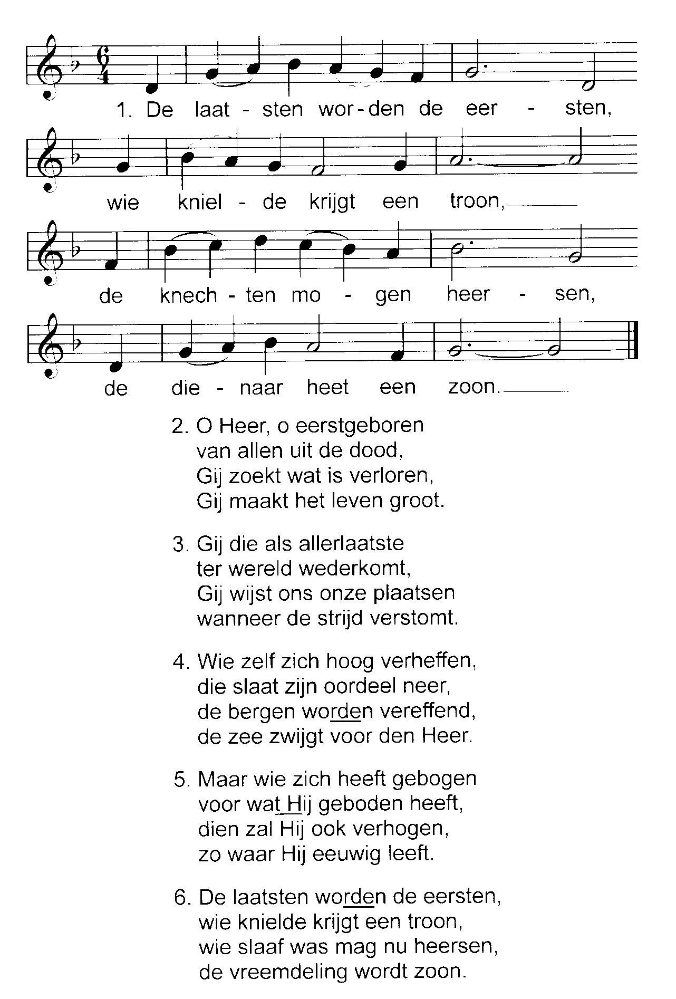 6
4
1. De laat - sten wor - den de eer - sten,
wie kniel - de krijgt een troon,
de knech - ten mo - gen heer - sen,
de die - naar heet een zoon.
2. O Heer, o eerstgeboren
van allen uit de dood,
Gij zoekt wat is verloren,
Gij maakt het leven groot.
3. Gij die als allerlaatste
ter wereld wederkomt,
Gij wijst ons onze plaatsen
wanneer de strijd verstomt.
4. Wie zelf zich hoog verheffen,
die slaat zijn oordeel neer,
de bergen worden vereffend,
de zee zwijgt voor den Heer.
5. Maar wie zich heeft gebogen
voor wat Hij geboden heeft,
dien zal Hij ook verhogen,
zo waar Hij eeuwig leeft.
6. De laatsten worden de eersten,
wie knielde krijgt een troon,
wie slaaf was mag nu heersen,
de vreemdeling wordt zoon.